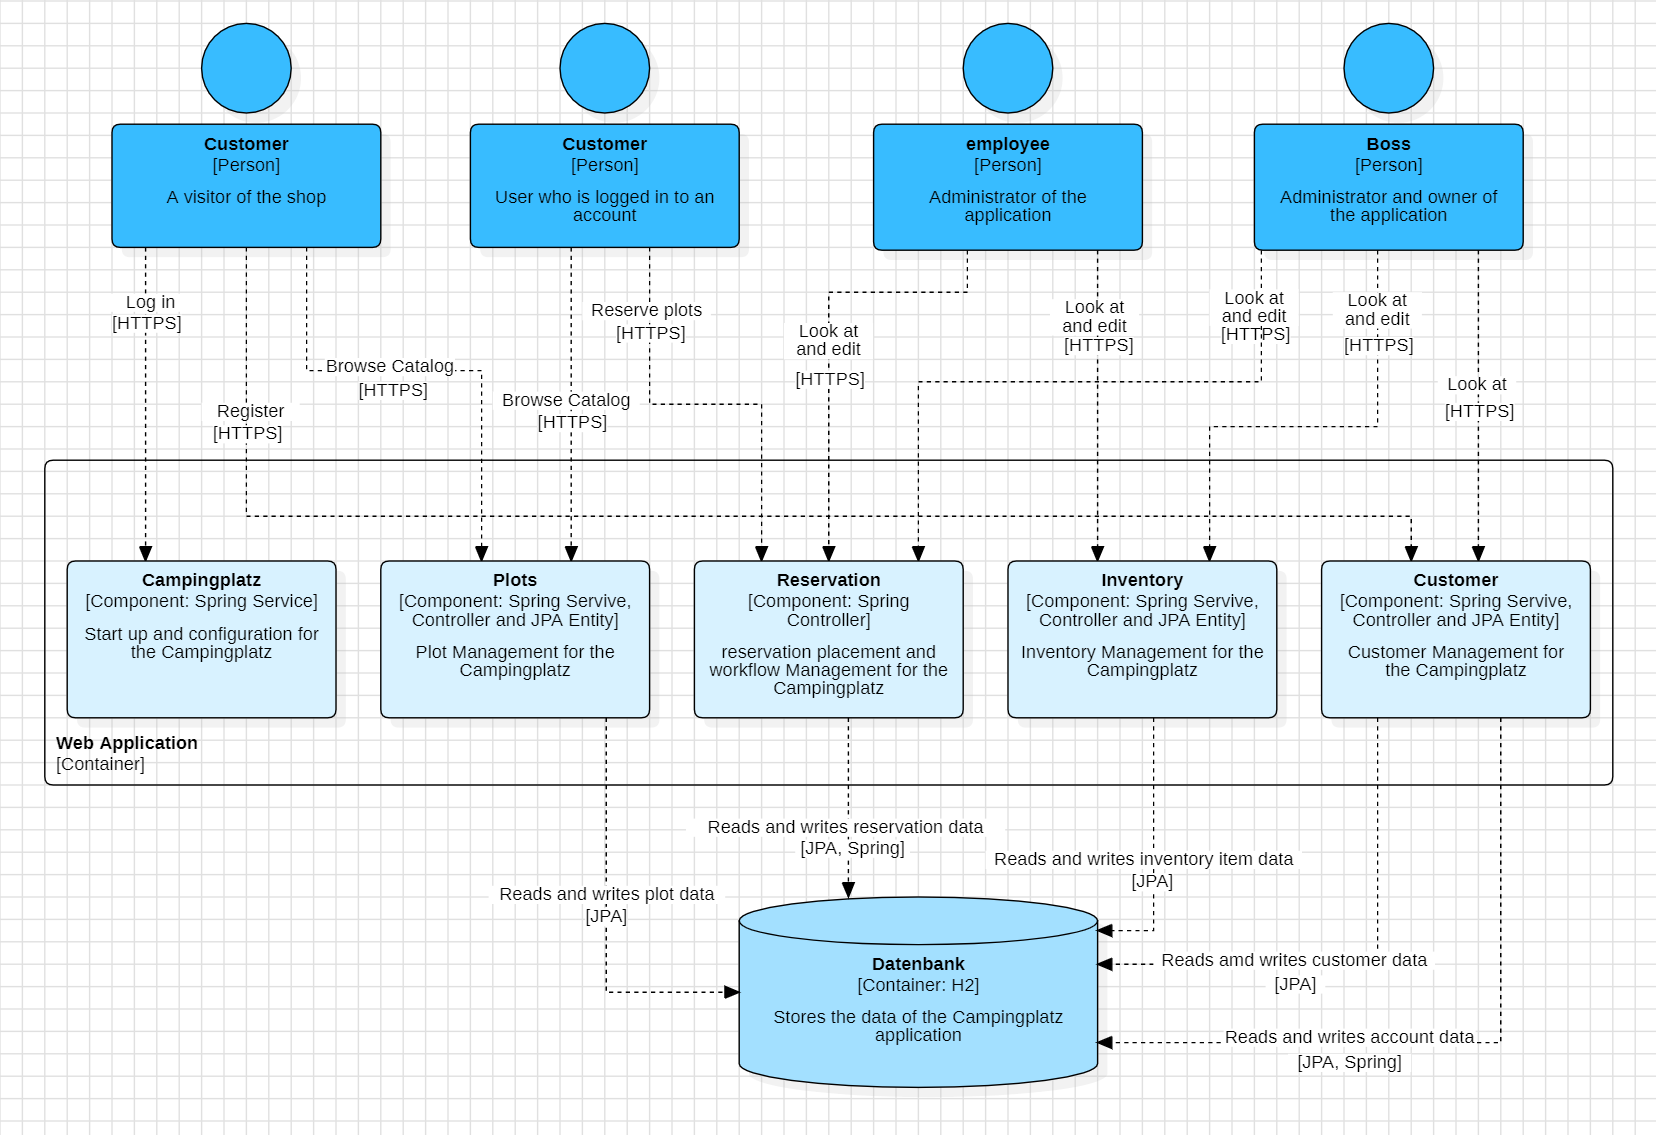 Customer
[Person]
A visitor of the shop
Customer
[Person]
User who is logged in to an
account
employee
[Person]
Administrator of the
application
Boss
[Person]
Administrator and owner of
the application
Log in
[HTTPS]
Register
[HTTPS]
Browse Catalog
[HTTPS]
Browse Catalog
[HTTPS]
Reserve plots
[HTTPS]
Look at
and edit
[HTTPS]
Look at
and edit
[HTTPS]
Look at
and edit
[HTTPS]
Look at
and edit
[HTTPS]
Look at
[HTTPS]
Campingplatz
[Component: Spring Service]
Start up and configuration for
the Campingplatz
Plots
[Component: Spring Servive,
Controller and JPA Entity]
Plot Management for the
Campingplatz
Reservation
[Component: Spring
Controller]
reservation placement and
workflow Management for the
Campingplatz
Inventory
[Component: Spring Servive,
Controller and JPA Entity]
Inventory Management for the
Campingplatz
Customer
[Component: Spring Servive,
Controller and JPA Entity]
Customer Management for
the Campingplatz
Web Application
[Container]
Reads and writes reservation data
[JPA, Spring]
Reads and writes inventory item data
[JPA]
Reads and writes plot data
[JPA]
Reads amd writes customer data
[JPA]
Reads and writes account data
[JPA, Spring]
Datenbank
[Container: H2]
Stores the data of the Campingplatz
application